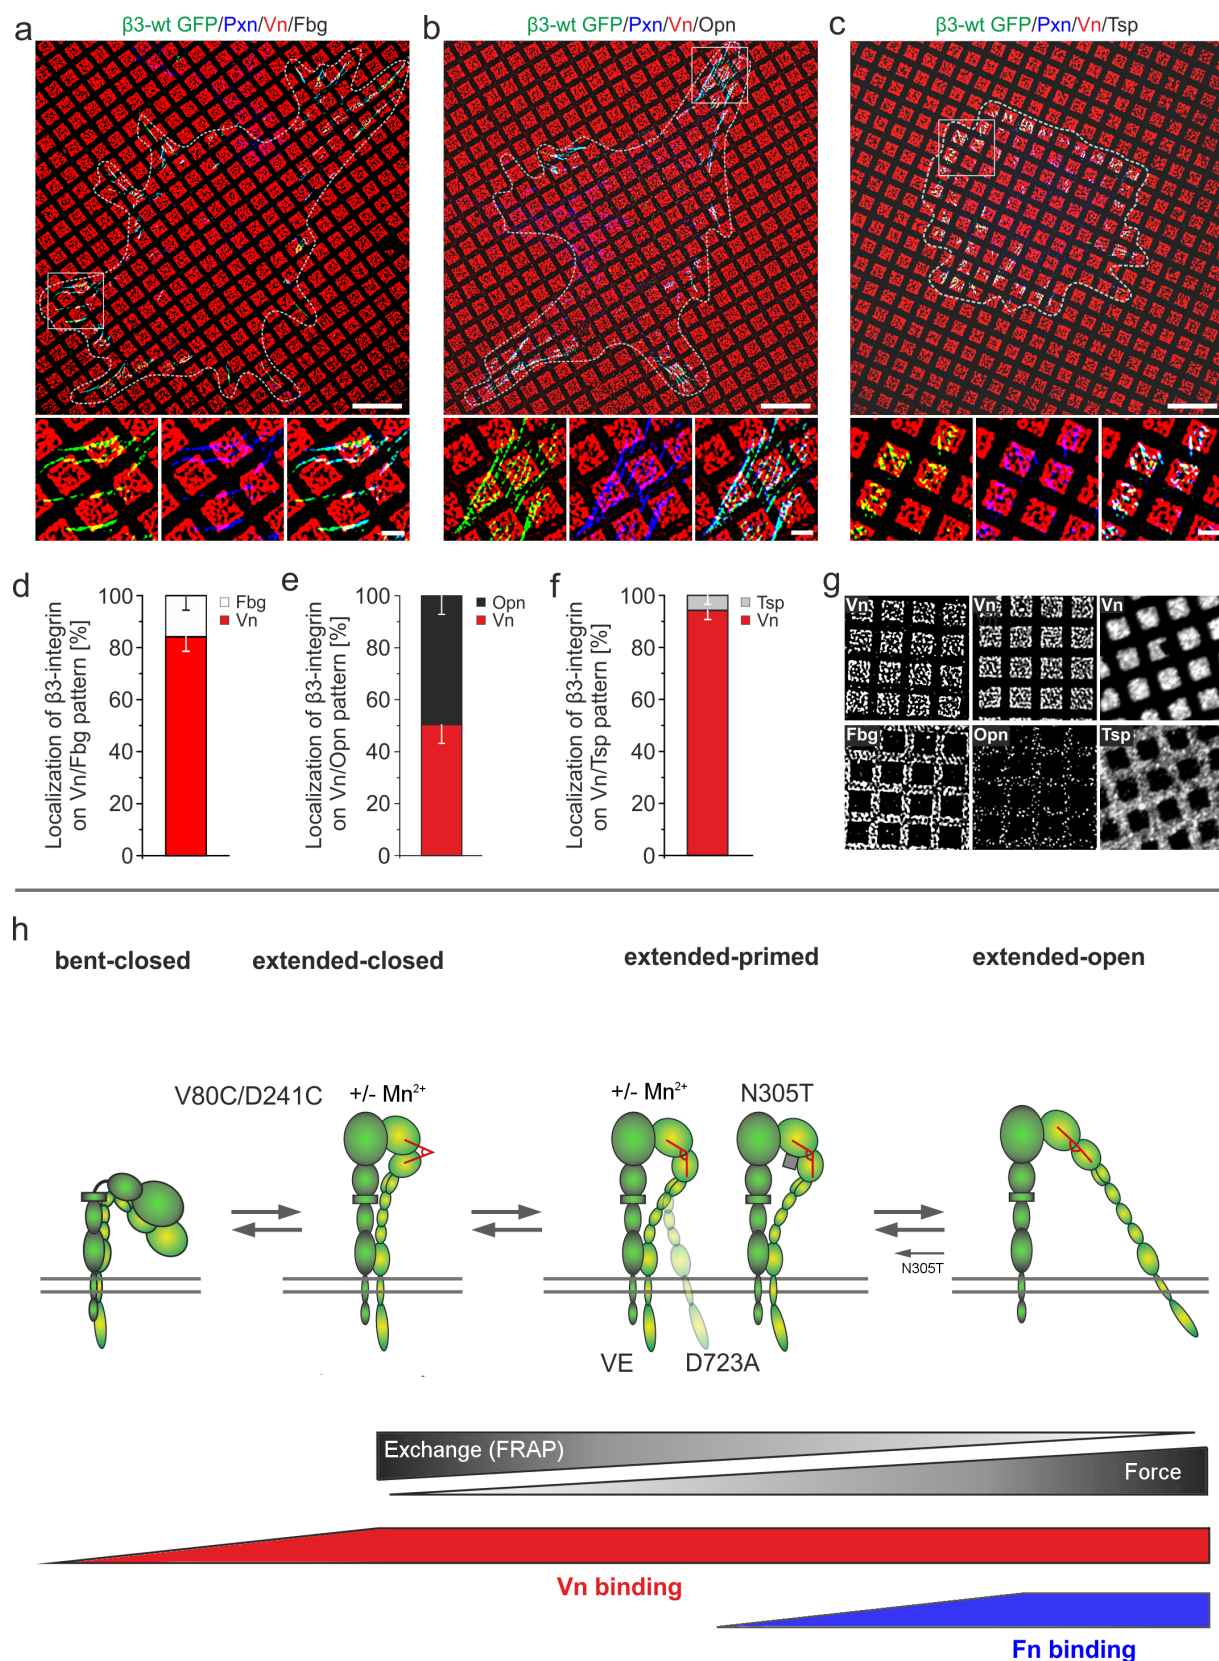 a
β3-wt GFP/Pxn/Vn/Fbg
b
β3-wt GFP/Pxn/Vn/Opn
c
β3-wt GFP/Pxn/Vn/Tsp
d
Localization of β3-integrin
on Vn/Fbg pattern [%]
100
80
60
40
20
0
Fbg
Vn
e
Localization of β3-integrin
on Vn/Opn pattern [%]
100
80
60
40
20
0
Opn
Vn
f
Localization of β3-integrin
on Vn/Tsp pattern [%]
100
80
60
40
20
0
Tsp
Vn
g
Vn
Vn
Vn
Fbg
Opn
Tsp
h
bent-closed
extended-closed
extended-primed
extended-open
V80C/D241C
+/- Mn²⁺
+/- Mn²⁺
N305T
N305T
VE
D723A
Exchange (FRAP)
Force
Vn binding
Fn binding